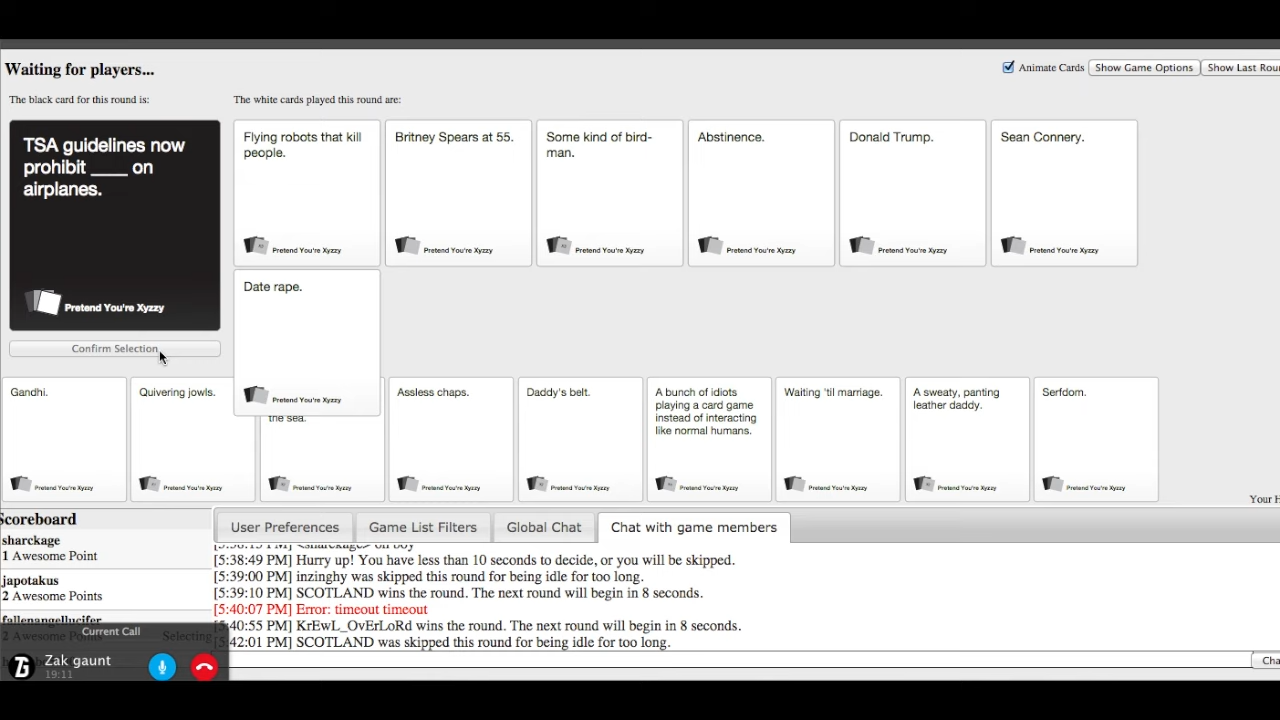 Waiting for players...
Animate Cards
Show Game Options
Show Last Rou
The black card for this round is:
The white cards played this round are:
TSA guidelines now
prohibit ____ on
airplanes.
Pretend You're Xyzzy
Flying robots that kill
people.
Pretend You're Xyzzy
Britney Spears at 55.
Pretend You're Xyzzy
Some kind of bird-
man.
Pretend You're Xyzzy
Abstinence.
Pretend You're Xyzzy
Donald Trump.
Pretend You're Xyzzy
Sean Connery.
Pretend You're Xyzzy
Date rape.
Pretend You're Xyzzy
Confirm Selection
Gandhi.
Pretend You're Xyzzy
Quivering jowls.
Pretend You're Xyzzy
the sea.
Pretend You're Xyzzy
Assless chaps.
Pretend You're Xyzzy
Daddy's belt.
Pretend You're Xyzzy
A bunch of idiots
playing a card game
instead of interacting
like normal humans.
Pretend You're Xyzzy
Waiting 'til marriage.
Pretend You're Xyzzy
A sweaty, panting
leather daddy.
Pretend You're Xyzzy
Serfdom.
Pretend You're Xyzzy
Your H
Scoreboard
sharckage
1 Awesome Point
japotakus
2 Awesome Points
fallenangellucifer
2 Awesome Points
Selecting
User Preferences
Game List Filters
Global Chat
Chat with game members
[5:38:15 PM] <sharckage> oh boy
[5:38:49 PM] Hurry up! You have less than 10 seconds to decide, or you will be skipped.
[5:39:00 PM] inzinghy was skipped this round for being idle for too long.
[5:39:10 PM] SCOTLAND wins the round. The next round will begin in 8 seconds.
[5:40:07 PM] Error: timeout timeout
[5:40:55 PM] KrEwL_OvErLoRd wins the round. The next round will begin in 8 seconds.
[5:42:01 PM] SCOTLAND was skipped this round for being idle for too long.
Cha
Current Call
Zak gaunt
19:11